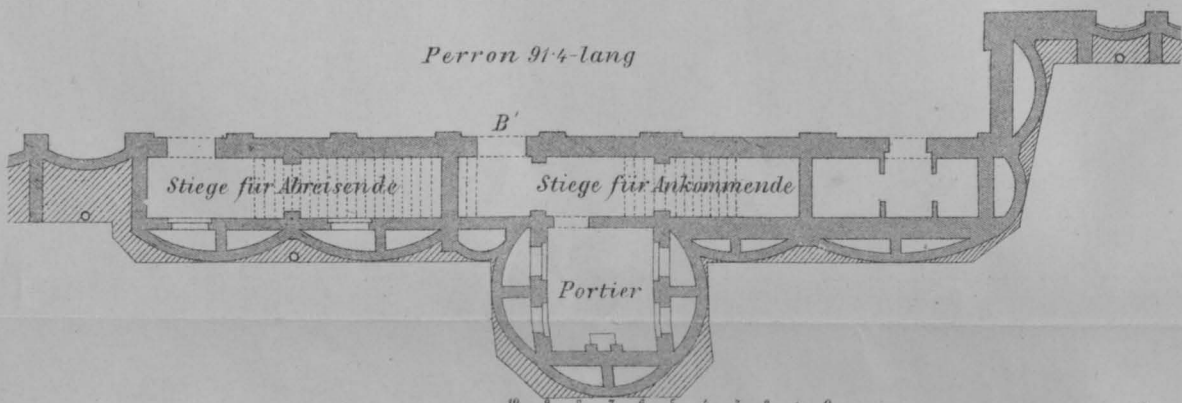 Perron 91·4-lang
B'
Stiege für Abreisende
Stiege für Ankommende
Portier